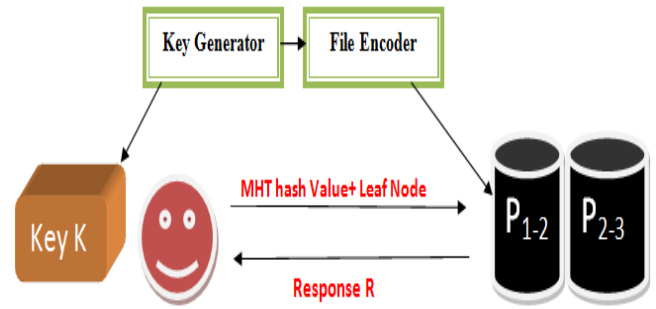 Key Generator
File Encoder
MHT hash Value+ Leaf Node
Key K
P1-2
P2-3
Response R